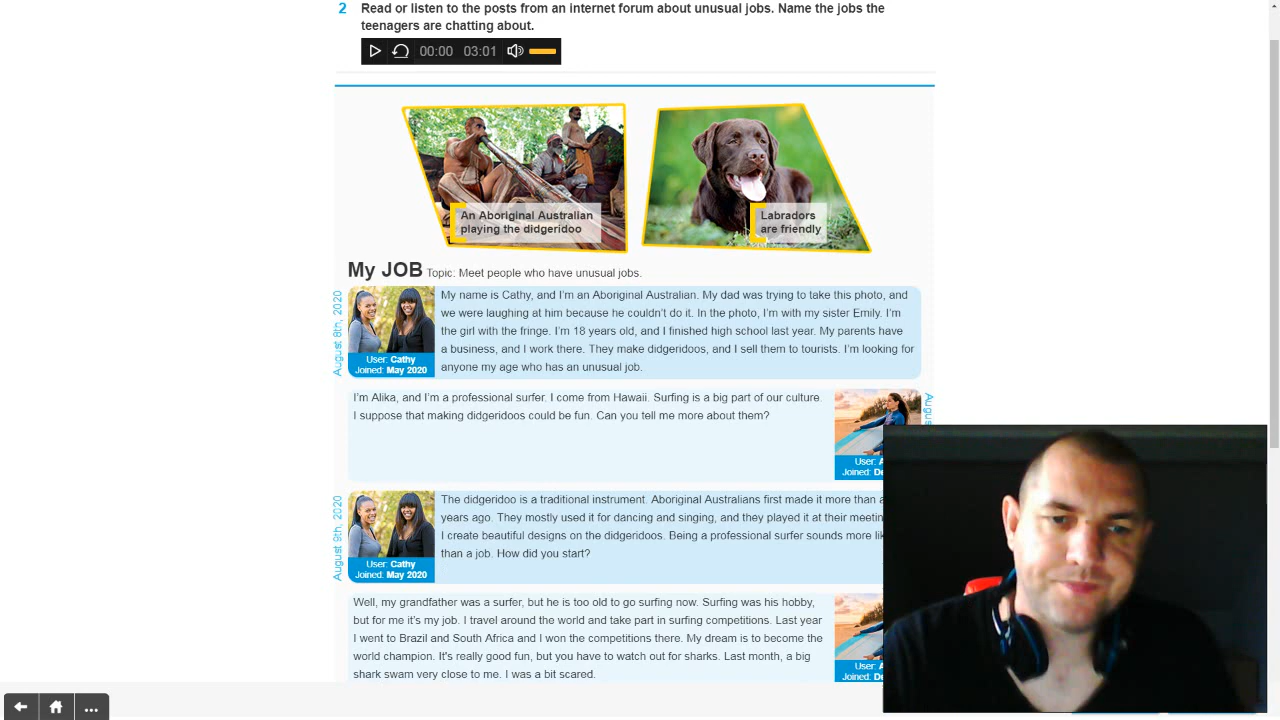 2 Read or listen to the posts from an internet forum about unusual jobs. Name the jobs the
teenagers are chatting about.
00:00 03:01
An Aboriginal Australian
playing the didgeridoo
Labradors
are friendly
My JOB Topic: Meet people who have unusual jobs.
August 8th, 2020
My name is Cathy, and I'm an Aboriginal Australian. My dad was trying to take this photo, and
we were laughing at him because he couldn't do it. In the photo, I'm with my sister Emily. I'm
the girl with the fringe. I'm 18 years old, and I finished high school last year. My parents have
a business, and I work there. They make didgeridoos, and I sell them to tourists. I'm looking for
anyone my age who has an unusual job.
User: Cathy
Joined: May 2020
I'm Alika, and I'm a professional surfer. I come from Hawaii. Surfing is a big part of our culture.
I suppose that making didgeridoos could be fun. Can you tell me more about them?
User:
Joined:
August 9th, 2020
The didgeridoo is a traditional instrument. Aboriginal Australians first made it more than
years ago. They mostly used it for dancing and singing, and they played it at their
I create beautiful designs on the didgeridoos. Being a professional surfer sounds more
than a job. How did you start?
User: Cathy
Joined: May 2020
Well, my grandfather was a surfer, but he is too old to go surfing now. Surfing was his hobby,
but for me it's my job. I travel around the world and take part in surfing competitions. Last year
I went to Brazil and South Africa and I won the competitions there. My dream is to become the
world champion. It's really good fun, but you have to watch out for sharks. Last month, a big
shark swam very close to me. I was a bit scared.
User:
Joined:
...